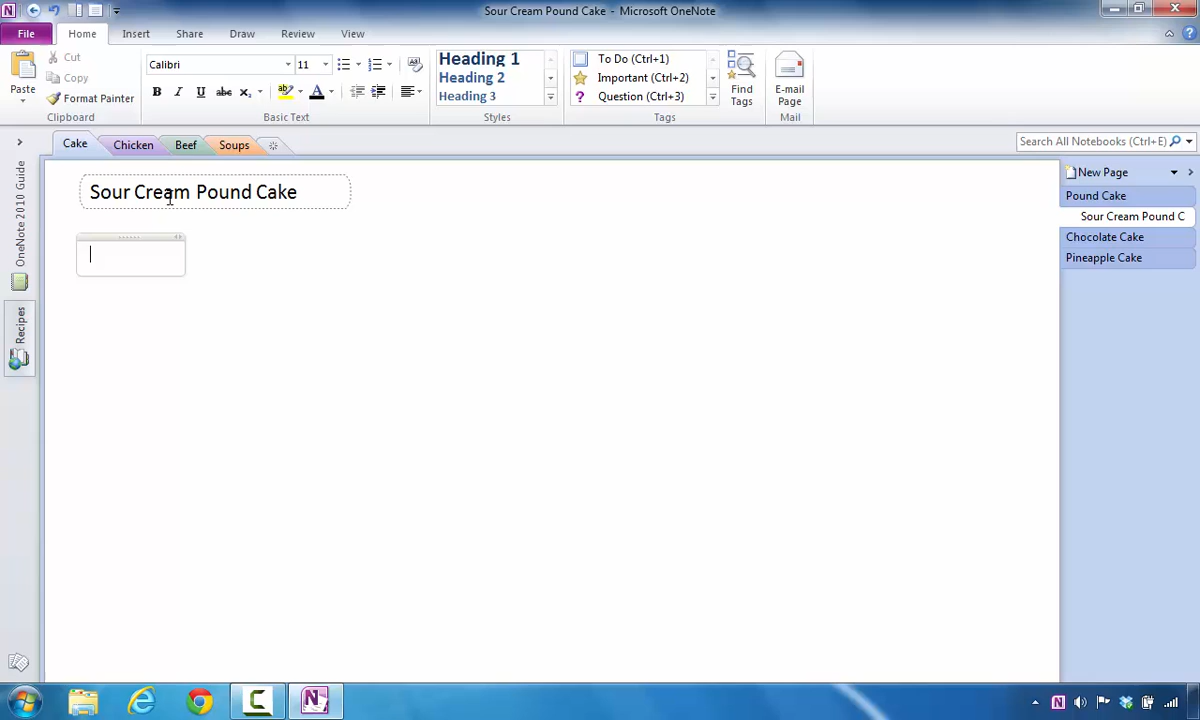 Sour Cream Pound Cake - Microsoft OneNote
File Home Insert Share Draw Review View
Paste
Cut
Copy
Format Painter
Clipboard
Calibri 11
B I U abc x₂ A
Basic Text
Heading 1
Heading 2
Heading 3
Styles
To Do (Ctrl+1)
Important (Ctrl+2)
? Question (Ctrl+3)
Tags
Find
Tags
E-mail
Page
Mail
Cake Chicken Beef Soups
Search All Notebooks (Ctrl+E)
OneNote 2010 Guide
Recipes
Sour Cream Pound Cake
New Page
Pound Cake
Sour Cream Pound C
Chocolate Cake
Pineapple Cake